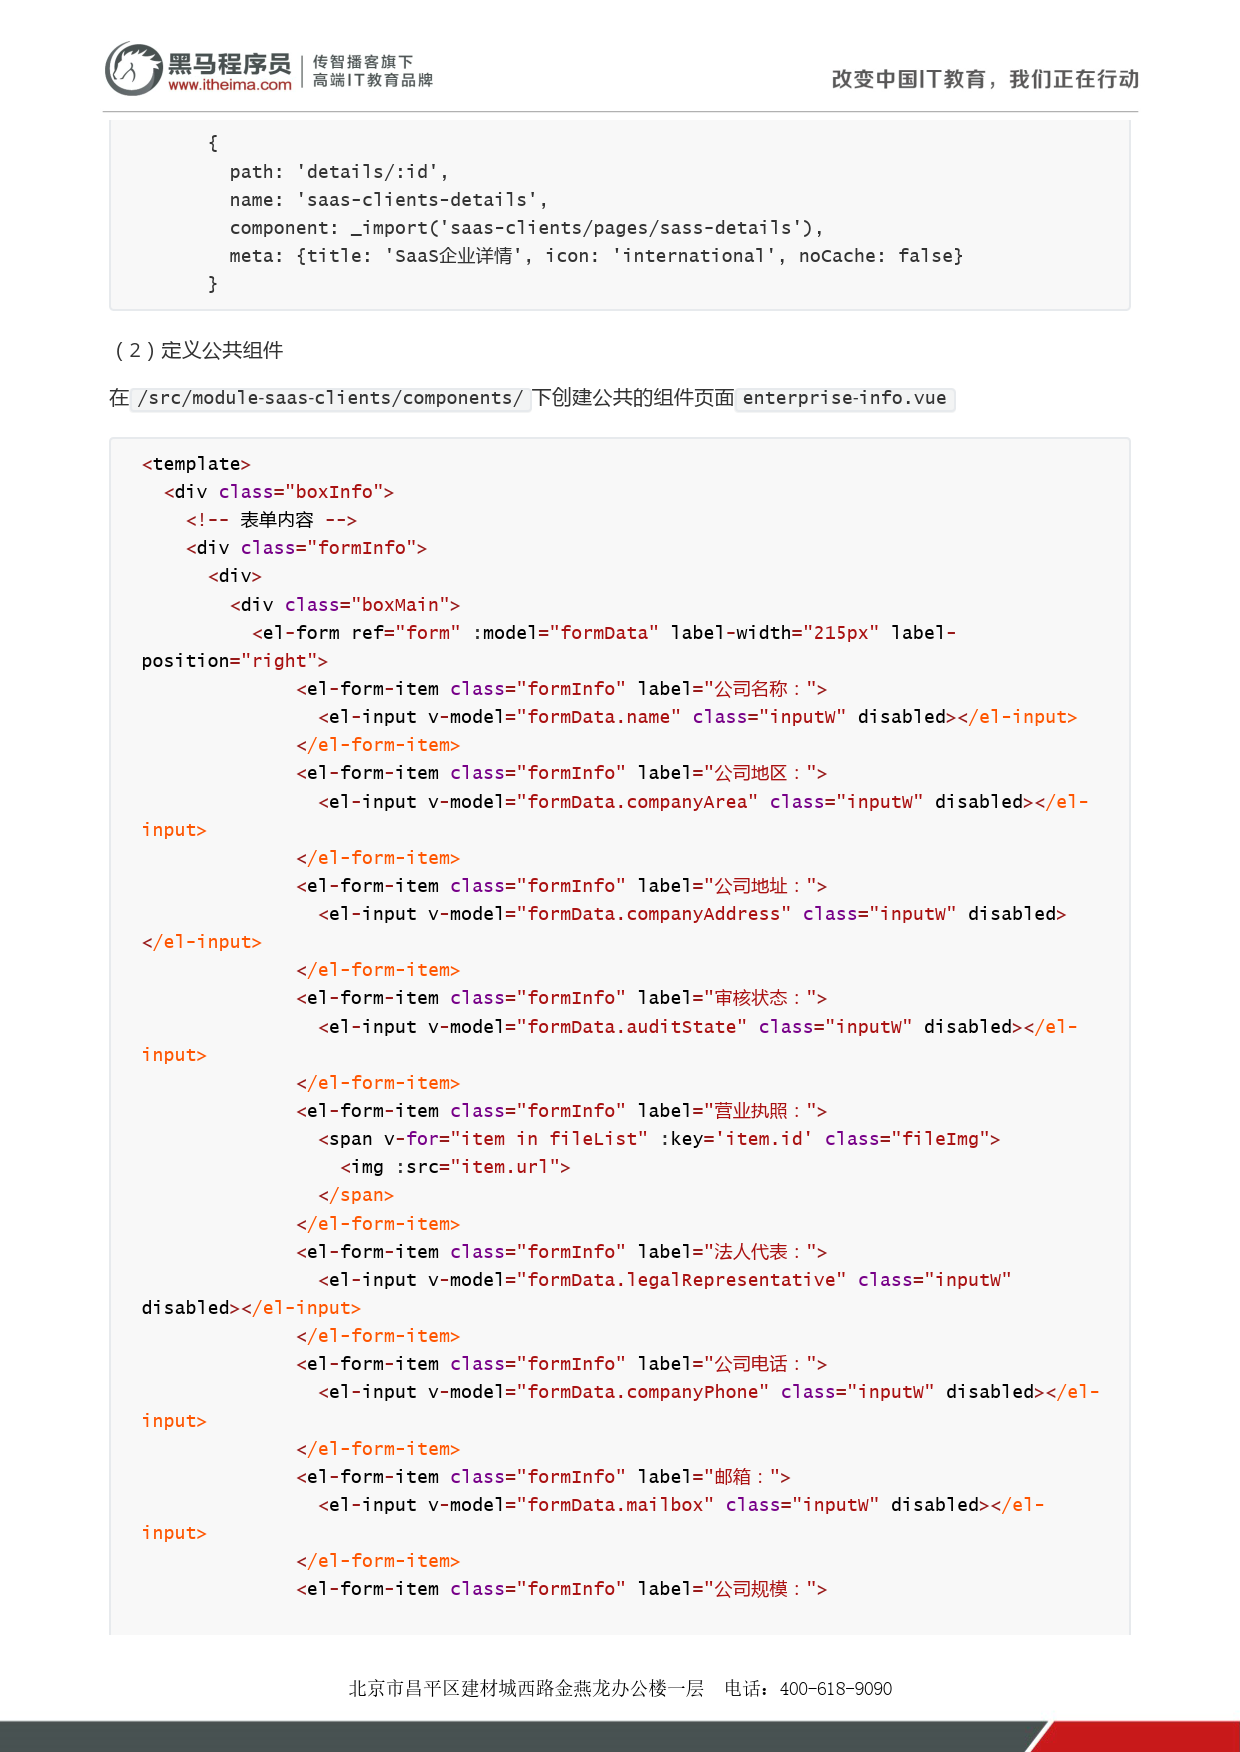 黑马程序员
www.itheima.com
传智播客旗下
高端IT教育品牌
改变中国IT教育，我们正在行动
      {
        path: 'details/:id',
        name: 'saas-clients-details',
        component: _import('saas-clients/pages/sass-details'),
        meta: {title: 'SaaS企业详情', icon: 'international', noCache: false}
      }
（2）定义公共组件
在 /src/module-saas-clients/components/ 下创建公共的组件页面 enterprise-info.vue
<template>
  <div class="boxInfo">
    <!-- 表单内容 -->
    <div class="formInfo">
      <div>
        <div class="boxMain">
          <el-form ref="form" :model="formData" label-width="215px" label-
position="right">
              <el-form-item class="formInfo" label="公司名称：">
                <el-input v-model="formData.name" class="inputW" disabled></el-input>
              </el-form-item>
              <el-form-item class="formInfo" label="公司地区：">
                <el-input v-model="formData.companyArea" class="inputW" disabled></el-
input>
              </el-form-item>
              <el-form-item class="formInfo" label="公司地址：">
                <el-input v-model="formData.companyAddress" class="inputW" disabled>
</el-input>
              </el-form-item>
              <el-form-item class="formInfo" label="审核状态：">
                <el-input v-model="formData.auditState" class="inputW" disabled></el-
input>
              </el-form-item>
              <el-form-item class="formInfo" label="营业执照：">
                <span v-for="item in fileList" :key='item.id' class="fileImg">
                  <img :src="item.url">
                </span>
              </el-form-item>
              <el-form-item class="formInfo" label="法人代表：">
                <el-input v-model="formData.legalRepresentative" class="inputW"
disabled></el-input>
              </el-form-item>
              <el-form-item class="formInfo" label="公司电话：">
                <el-input v-model="formData.companyPhone" class="inputW" disabled></el-
input>
              </el-form-item>
              <el-form-item class="formInfo" label="邮箱：">
                <el-input v-model="formData.mailbox" class="inputW" disabled></el-
input>
              </el-form-item>
              <el-form-item class="formInfo" label="公司规模：">
北京市昌平区建材城西路金燕龙办公楼一层 电话：400-618-9090